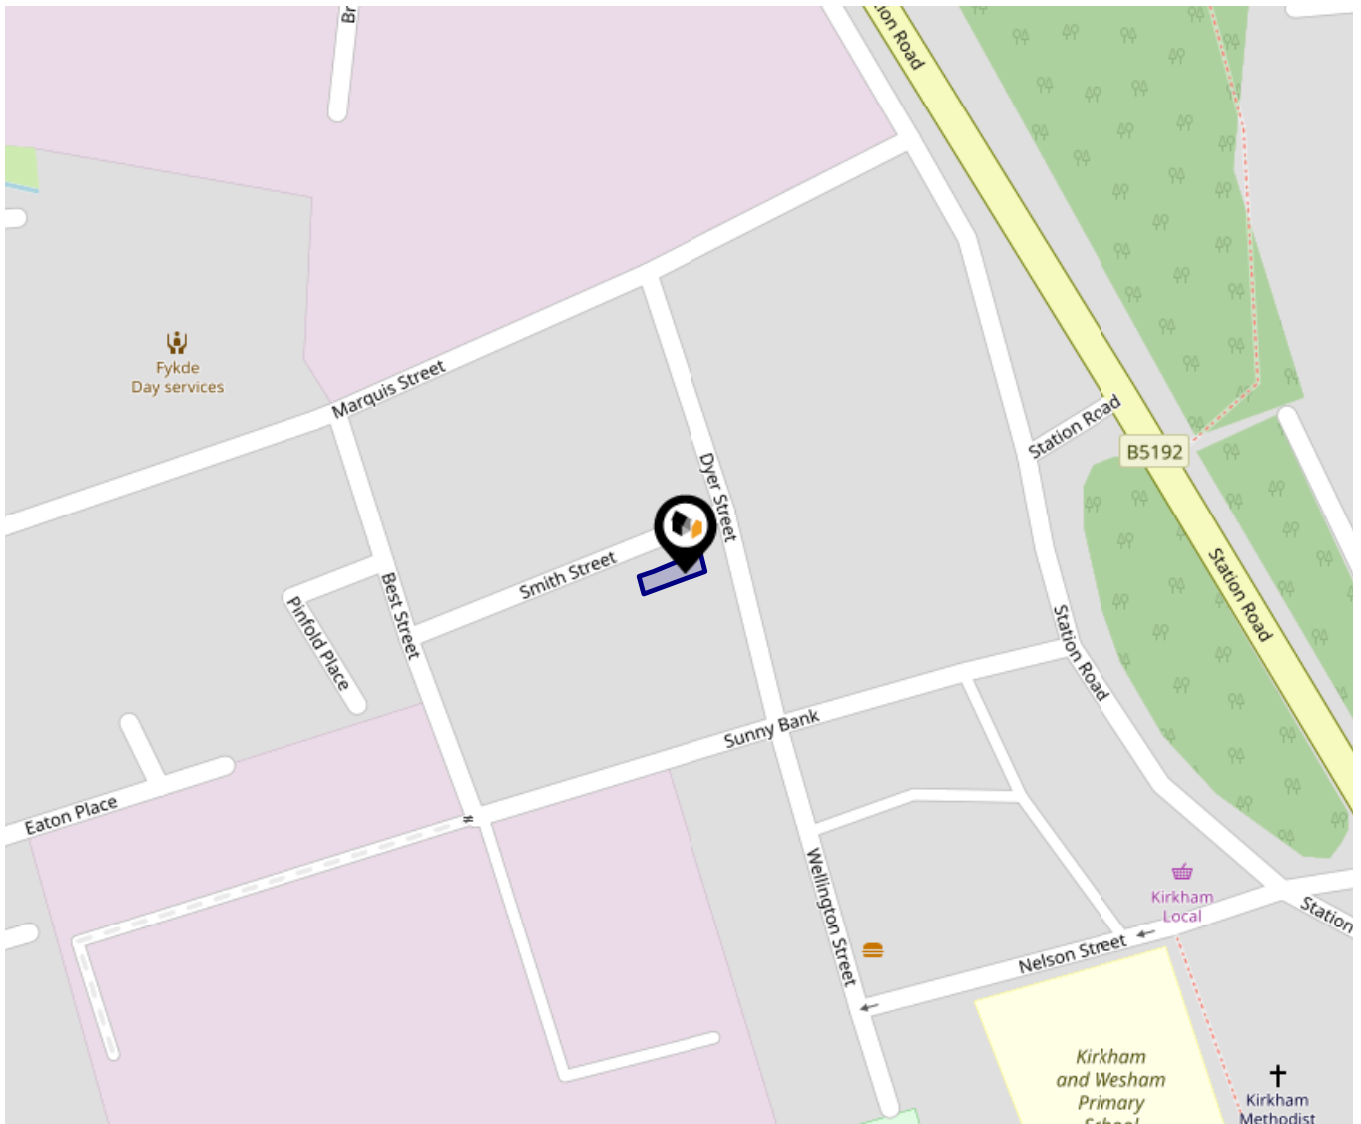 Br
ion Road
Fykde
Day services
Marquis Street
Station Road
B5192
Dyer Street
Smith Street
Best Street
Pinfold Place
Station Road
Station Road
Sunny Bank
Eaton Place
Wellington Street
Kirkham
Local
Station
Nelson Street
Kirkham
and Wesham
Primary
School
Kirkham
Methodist